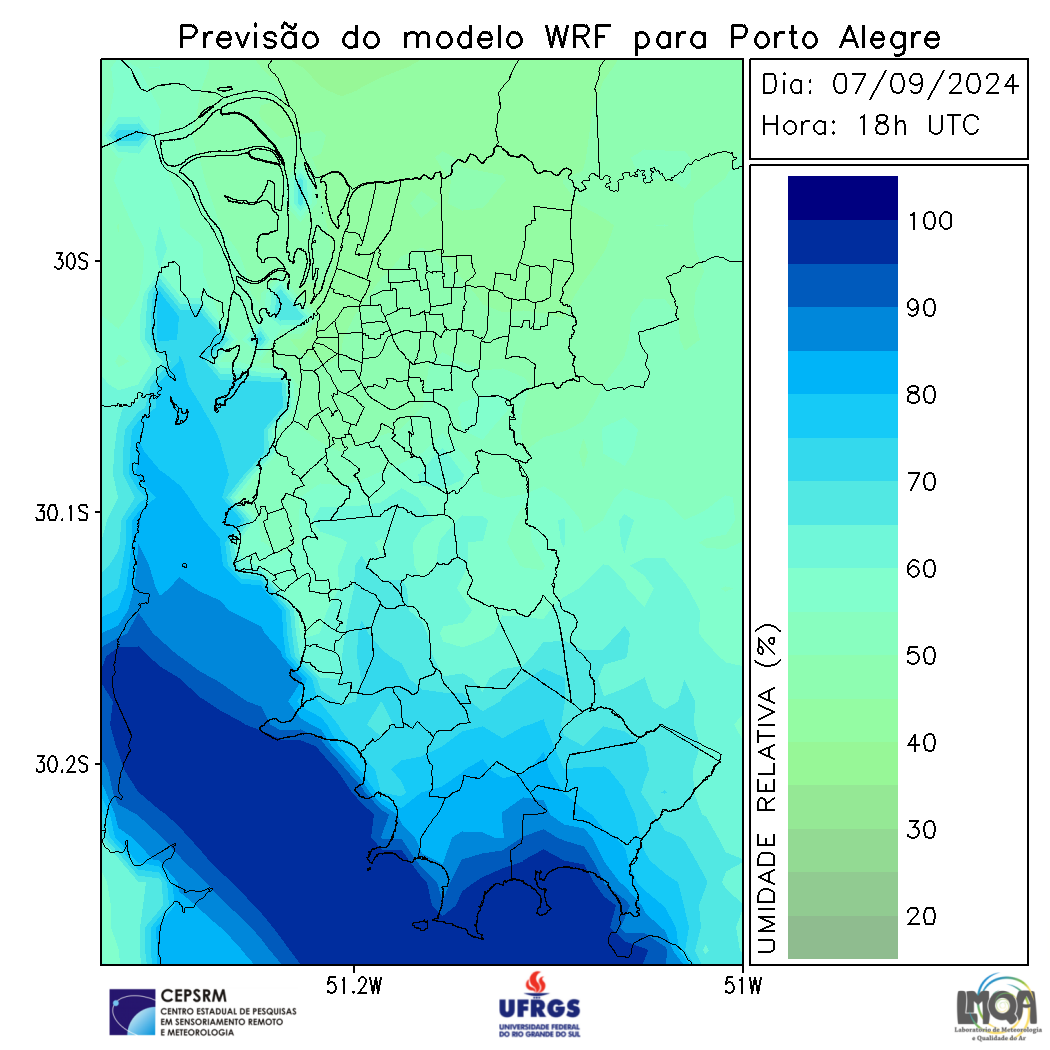 Previsão do modelo WRF para Porto Alegre
Dia: 07/09/2024
Hora: 18h UTC
30S
30.1S
30.2S
51.2W
51W
UMIDADE RELATIVA (%)
100
90
80
70
60
50
40
30
20
CEPSRM
CENTRO ESTADUAL DE PESQUISAS
EM SENSORIAMENTO REMOTO
E METEOROLOGIA
UFRGS
UNIVERSIDADE FEDERAL
DO RIO GRANDE DO SUL
LMQA
Laboratório de Meteorologia
e Qualidade do Ar